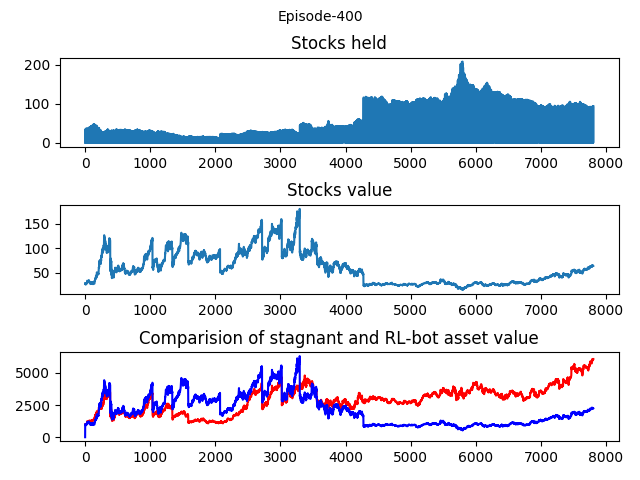 Episode-400
Stocks held
200
100
0
0 1000 2000 3000 4000 5000 6000 7000 8000
Stocks value
150
100
50
0 1000 2000 3000 4000 5000 6000 7000 8000
Comparision of stagnant and RL-bot asset value
5000
2500
0
0 1000 2000 3000 4000 5000 6000 7000 8000